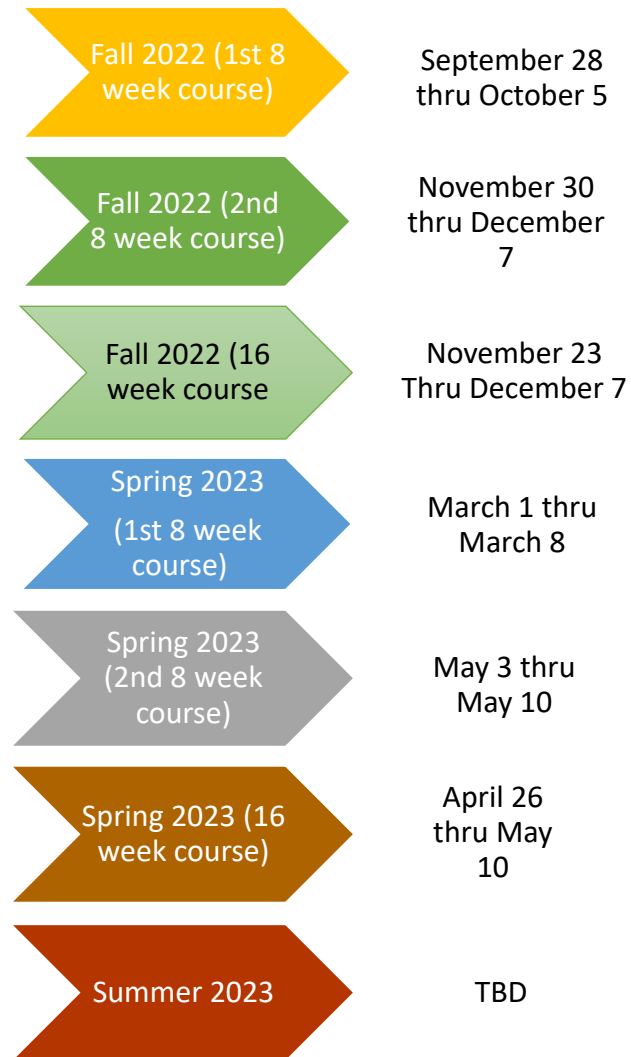 Fall 2022 (1st 8
week course)
September 28
thru October 5
Fall 2022 (2nd
8 week course)
November 30
thru December
7
Fall 2022 (16
week course
November 23
Thru December 7
Spring 2023
(1st 8 week
course)
March 1 thru
March 8
Spring 2023
(2nd 8 week
course)
May 3 thru
May 10
Spring 2023 (16
week course)
April 26
thru May
10
Summer 2023
TBD